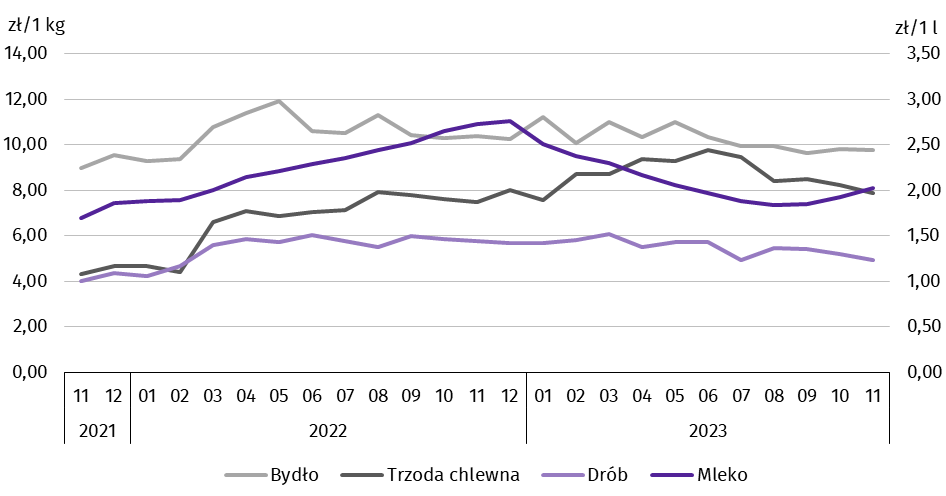 zł/1 kg zł/1 l
14,00 3,50
12,00 3,00
10,00 2,50
8,00 2,00
6,00 1,50
4,00 1,00
2,00 0,50
0,00 0,00
11 12 01 02 03 04 05 06 07 08 09 10 11 12 01 02 03 04 05 06 07 08 09 10 11
2021 2022 2023
Bydło Trzoda chlewna Drób Mleko